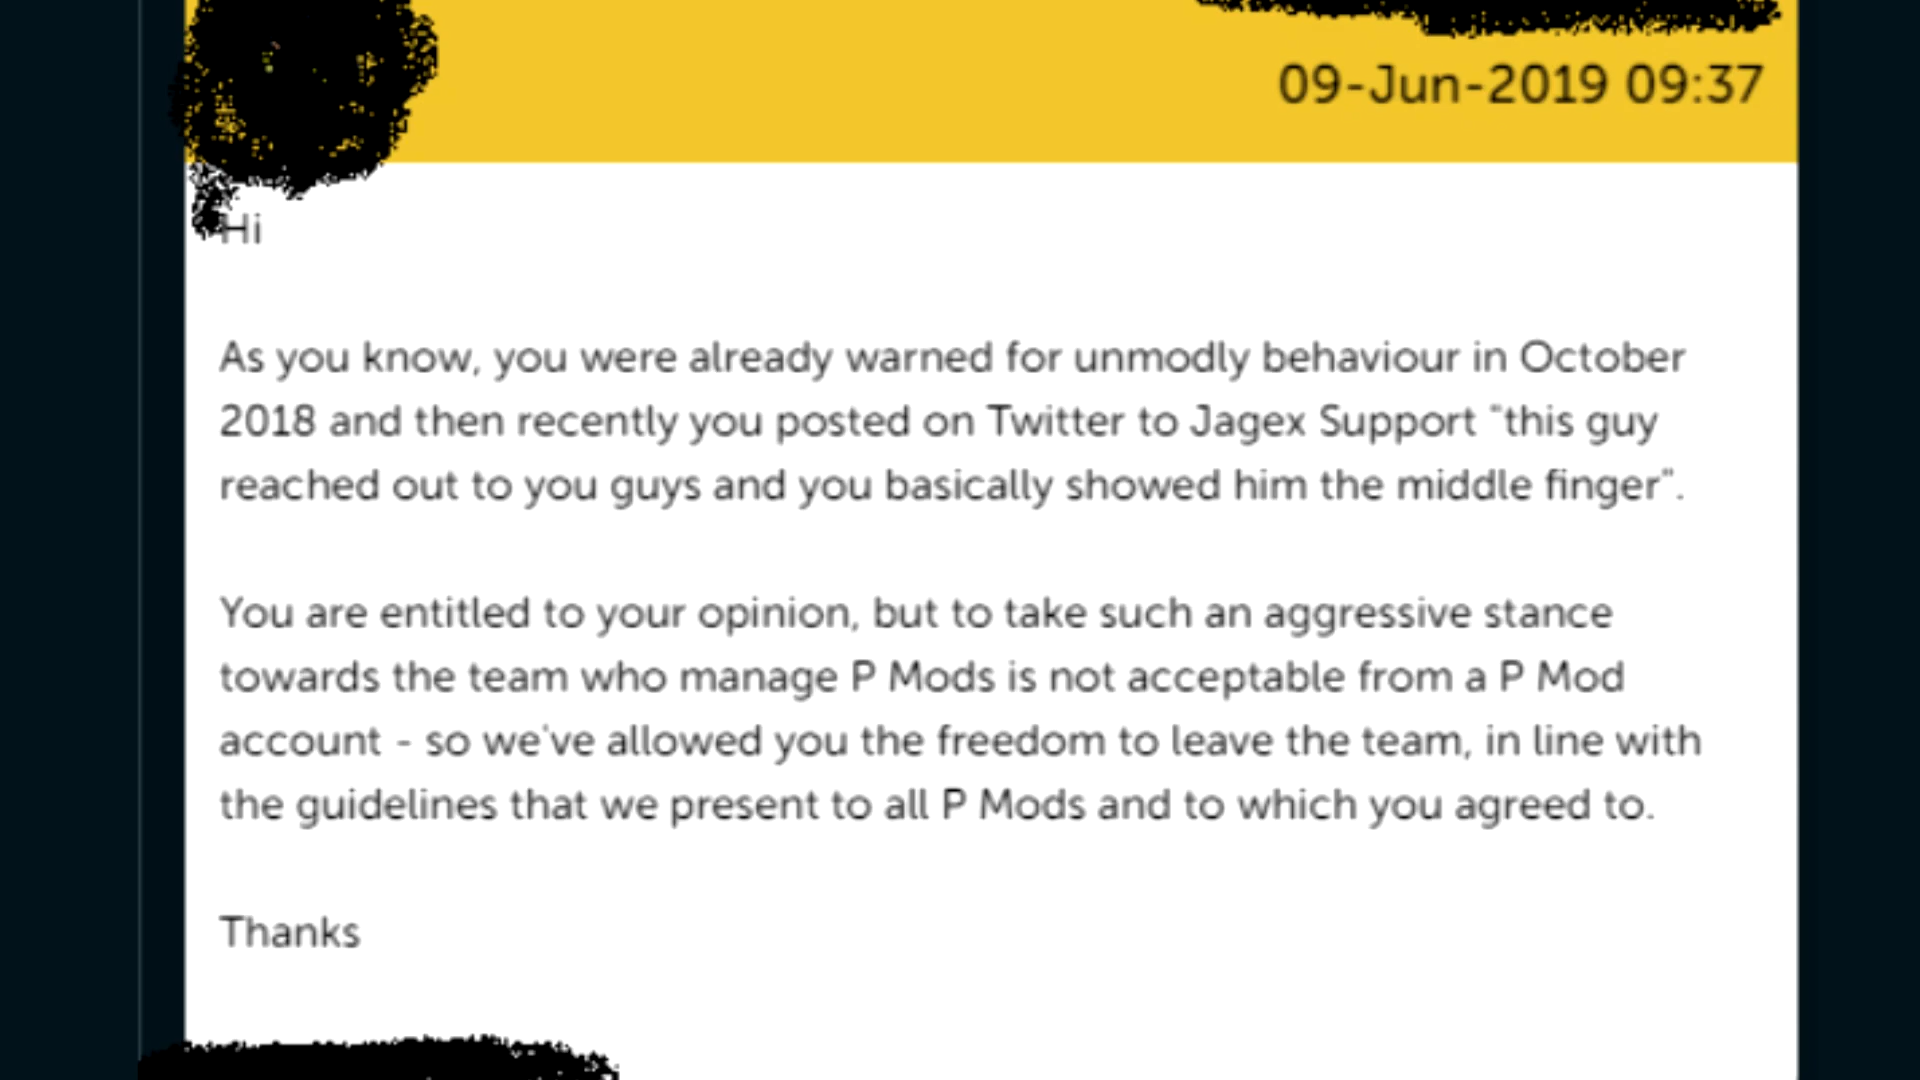 09-Jun-2019 09:37
Hi
As you know, you were already warned for unmodly behaviour in October
2018 and then recently you posted on Twitter to Jagex Support "this guy
reached out to you guys and you basically showed him the middle finger".
You are entitled to your opinion, but to take such an aggressive stance
towards the team who manage P Mods is not acceptable from a P Mod
account - so we've allowed you the freedom to leave the team, in line with
the guidelines that we present to all P Mods and to which you agreed to.
Thanks